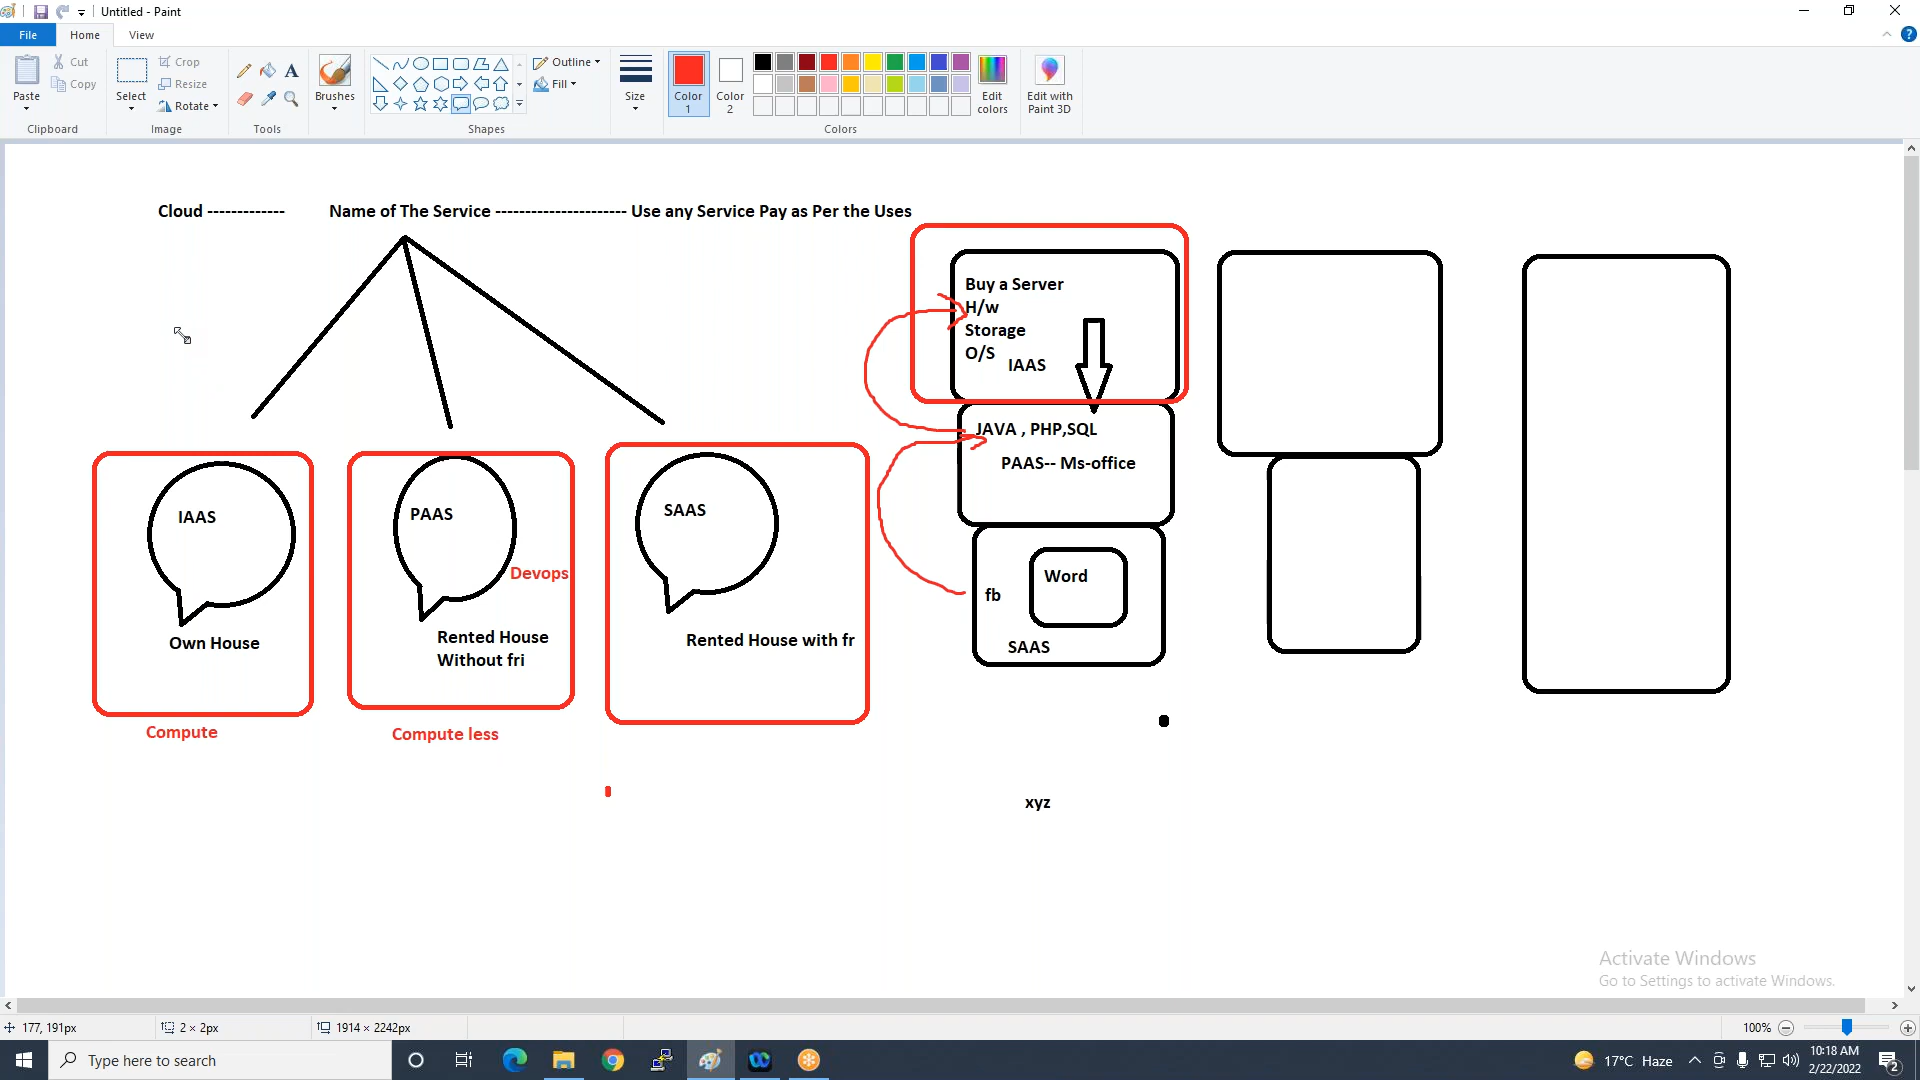 Untitled - Paint
File
Home
View
Paste
Cut
Copy
Clipboard
Select
Crop
Resize
Rotate
Image
Tools
Brushes
Shapes
Outline
Fill
Size
Color 1
Color 2
Edit colors
Colors
Edit with Paint 3D
Cloud ------------- Name of The Service ---------------------- Use any Service Pay as Per the Uses
Buy a Server
H/w
Storage
O/S
IAAS
JAVA , PHP,SQL
PAAS-- Ms-office
fb
Word
SAAS
IAAS
Own House
Compute
PAAS
Devops
Rented House
Without fri
Compute less
SAAS
Rented House with fr
xyz
Activate Windows
Go to Settings to activate Windows.
177, 191px
2 × 2px
1914 × 2242px
100%
Type here to search
17°C Haze
10:18 AM
2/22/2022
2